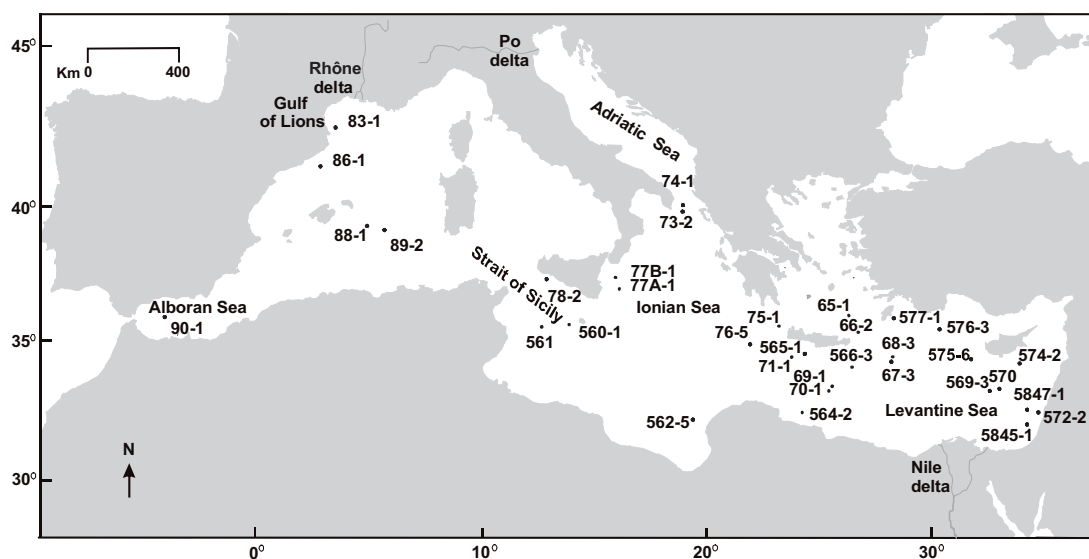 45°
40°
35°
30°
Km 0 400
Rhône
delta
Gulf
of Lions
83-1
86-1
88-1
89-2
Po
delta
Adriatic Sea
74-1
73-2
Alboran Sea
90-1
Strait of Sicily
78-2
77B-1
77A-1
Ionian Sea
561
560-1
562-5
75-1
76-5
565-1
71-1
69-1
70-1
564-2
65-1
66-2
566-3
68-3
67-3
577-1
576-3
575-6
574-2
569-3
570
5847-1
572-2
5845-1
Levantine Sea
Nile
delta
N
0°
10°
20°
30°